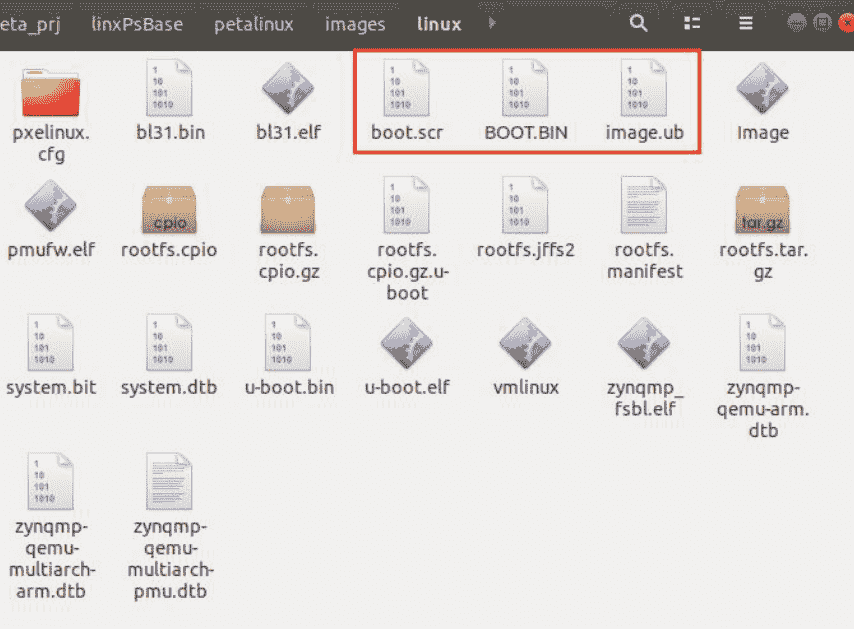 eta_prj linxPsBase petalinux images linux
pxelinux. bl31.bin bl31.elf boot.scr BOOT.BIN image.ub Image
cfg
pmufw.elf rootfs.cpio rootfs. rootfs. rootfs.jffs2 rootfs. rootfs.tar.
cpio.gz cpio.gz.u- manifest gz
boot
system.bit system.dtb u-boot.bin u-boot.elf vmlinux zynqmp_ zynqmp-
fsbl.elf qemu-arm.
dtb
zynqmp- zynqmp-
qemu- qemu-
multiarch- multiarch-
arm.dtb pmu.dtb